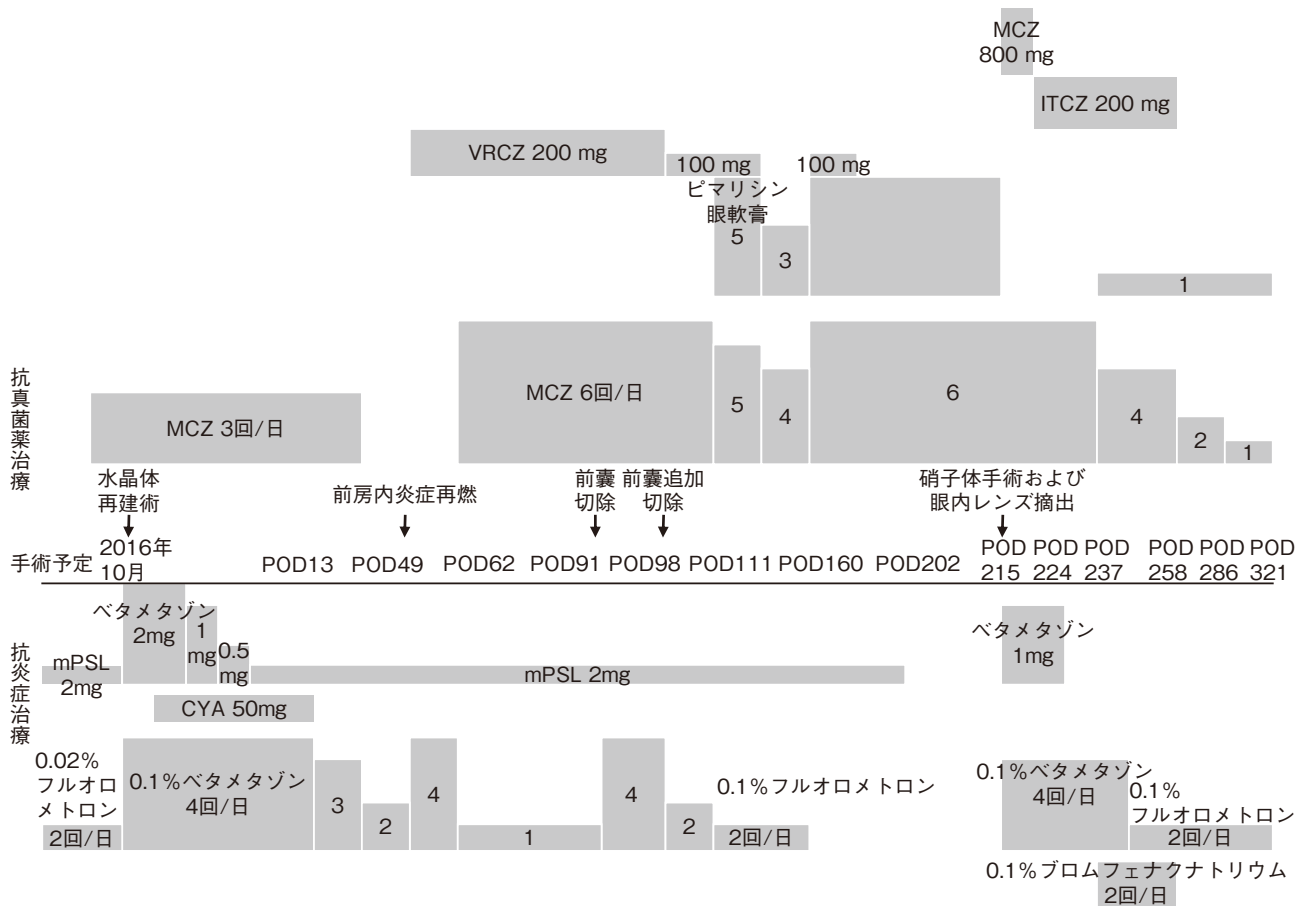 MCZ
800 mg
ITCZ 200 mg
VRCZ 200 mg
100 mg
100 mg
ピマリシン
眼軟膏
5
3
1
抗真菌薬治療
MCZ 3回/日
MCZ 6回/日
5
4
6
4
2
1
水晶体
再建術
前房内炎症再燃
前嚢
切除
前嚢追加
切除
硝子体手術および
眼内レンズ摘出
手術予定
2016年
10月
POD13
POD49
POD62
POD91
POD98
POD111
POD160
POD202
POD
215
POD
224
POD
237
POD
258
POD
286
POD
321
抗炎症治療
mPSL
2mg
ベタメタゾン
2mg
1
mg
0.5
mg
mPSL 2mg
ベタメタゾン
1mg
CYA 50mg
0.02%
フルオロ
メトロン
2回/日
0.1%ベタメタゾン
4回/日
3
2
4
1
4
2
0.1%フルオロメトロン
2回/日
0.1%ベタメタゾン
4回/日
0.1%
フルオロメトロン
2回/日
0.1%ブロムフェナクナトリウム
2回/日